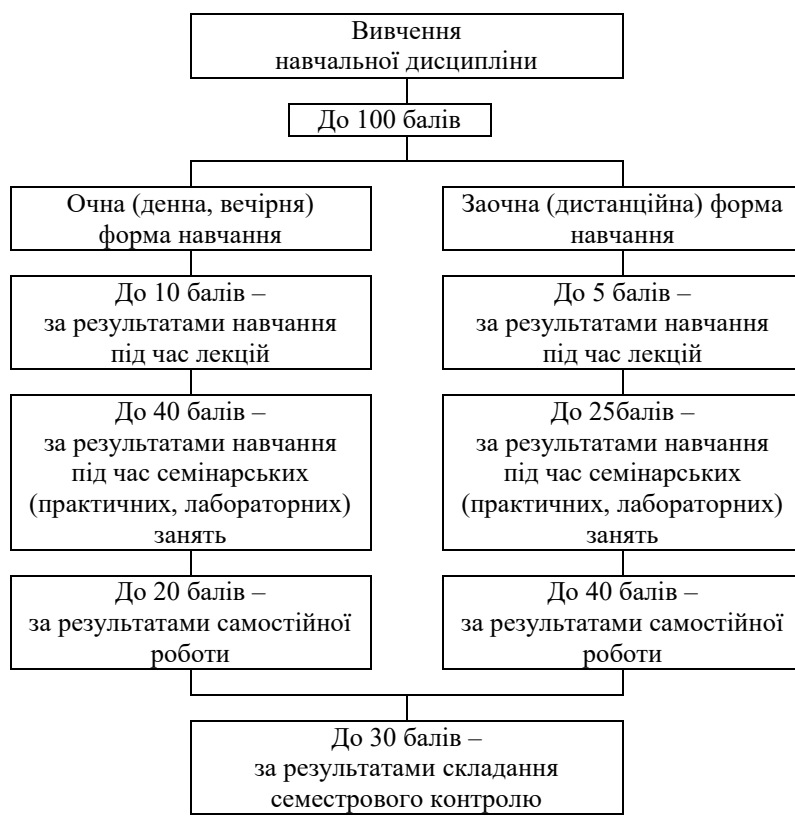 Вивчення
навчальної дисципліни
До 100 балів
Очна (денна, вечірня)
форма навчання
Заочна (дистанційна) форма
навчання
До 10 балів –
за результатами навчання
під час лекцій
До 5 балів –
за результатами навчання
під час лекцій
До 40 балів –
за результатами навчання
під час семінарських
(практичних, лабораторних)
занять
До 25балів –
за результатами навчання
під час семінарських
(практичних, лабораторних)
занять
До 20 балів –
за результатами самостійної
роботи
До 40 балів –
за результатами самостійної
роботи
До 30 балів –
за результатами складання
семестрового контролю